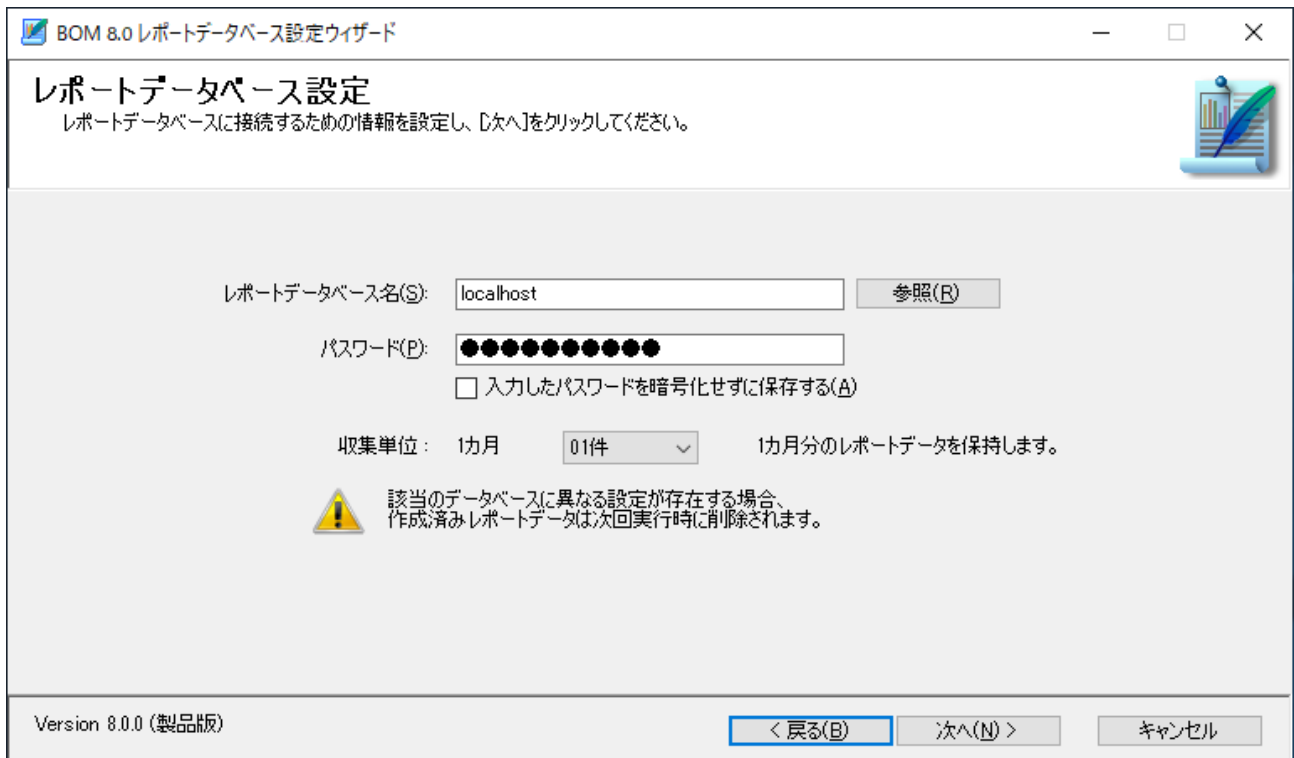 BOM 8.0 レポートデータベース設定ウィザード
レポートデータベース設定
レポートデータベースに接続するための情報を設定し、[次へ]をクリックしてください。
レポートデータベース名(S): localhost 参照(R)
パスワード(P): ●●●●●●●●●●
入力したパスワードを暗号化せずに保存する(A)
収集単位: 1カ月 01件 1カ月分のレポートデータを保持します。
該当のデータベースに異なる設定が存在する場合、
作成済みレポートデータは次回実行時に削除されます。
Version 8.0.0 (製品版) < 戻る(B) 次へ(N) > キャンセル